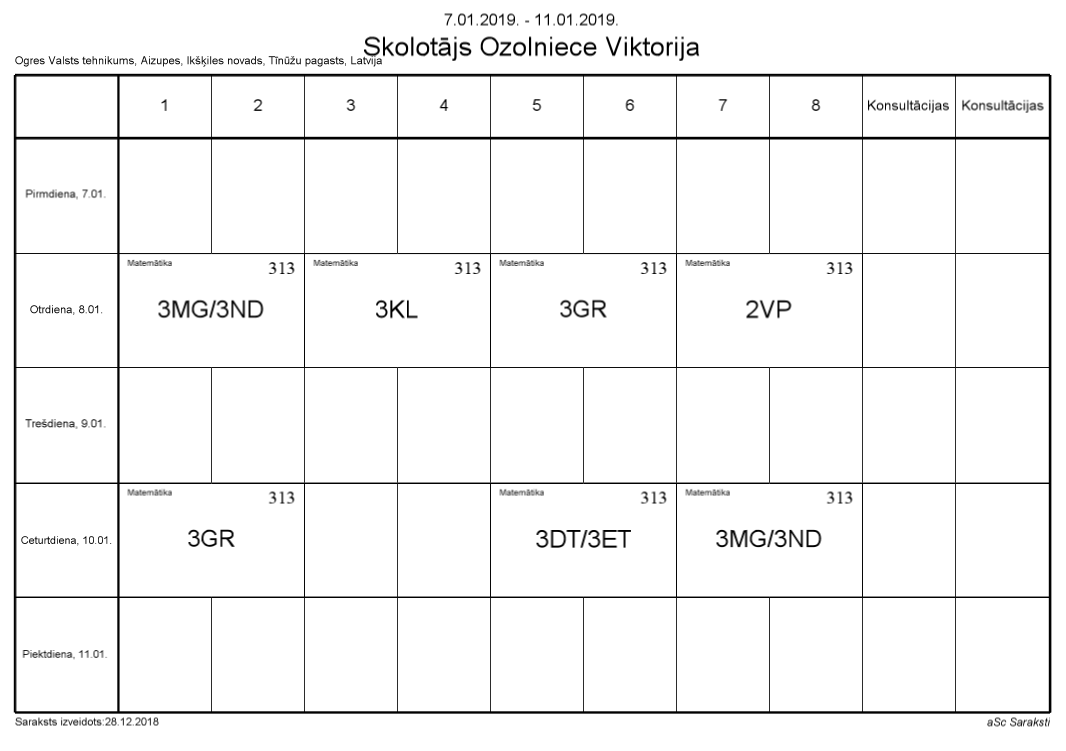 7.01.2019. - 11.01.2019.
Skolotājs Ozolniece Viktorija
Ogres Valsts tehnikums, Aizupes, Ikšķiles novads, Tīnūžu pagasts, Latvija
1 2 3 4 5 6 7 8 Konsultācijas Konsultācijas
Pirmdiena, 7.01.
Matemātika 313 Matemātika 313 Matemātika 313 Matemātika 313
Otrdiena, 8.01. 3MG/3ND 3KL 3GR 2VP
Trešdiena, 9.01.
Matemātika 313 Matemātika 313 Matemātika 313
Ceturtdiena, 10.01. 3GR 3DT/3ET 3MG/3ND
Piektdiena, 11.01.
Saraksts izveidots:28.12.2018 aSc Saraksti